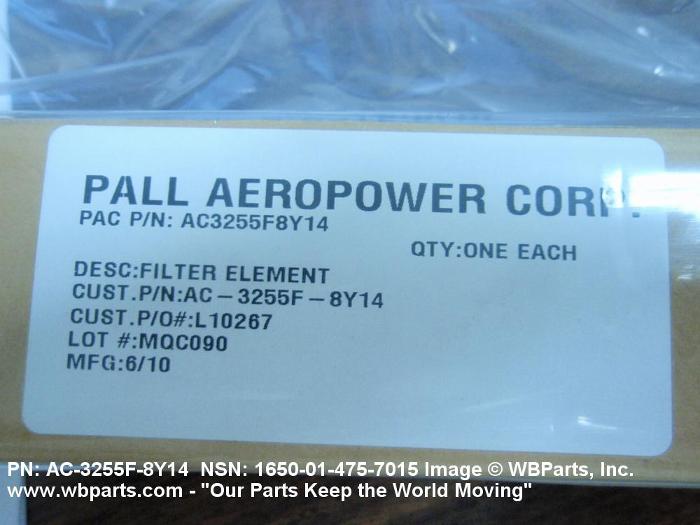 PALL AEROPOWER CORP.
PAC P/N: AC3255F8Y14
QTY:ONE EACH
DESC:FILTER ELEMENT
CUST.P/N:AC-3255F-8Y14
CUST.P/O#:L10267
LOT #:MQC090
MFG:6/10
PN: AC-3255F-8Y14 NSN: 1650-01-475-7015 Image © WBParts, Inc.
www.wbparts.com - "Our Parts Keep the World Moving"